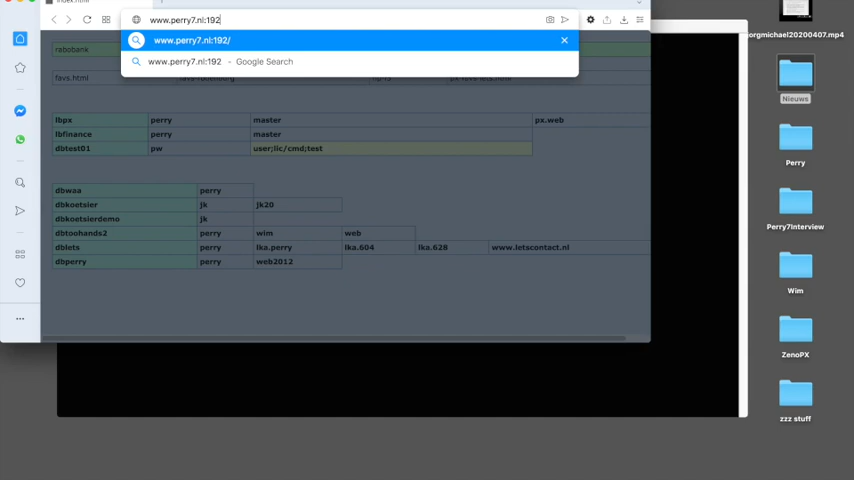 index.html
www.perry7.nl:192
www.perry7.nl:192/
www.perry7.nl:192 – Google Search
rabobank
favs.html
lbpx perry master px.web
lbfinance perry master
dbtest01 pw user;lic/cmd;test
dbwaa perry
dbkoetsier jk jk20
dbkoetsierdemo jk
dbtoohands2 perry wim web
dblets perry lka.perry lka.604 lka.628 www.letscontact.nl
dbperry perry web2012
orgmichael20200407.mp4
Nieuws
Perry
Perry7Interview
Wim
ZenoPX
zzz stuff